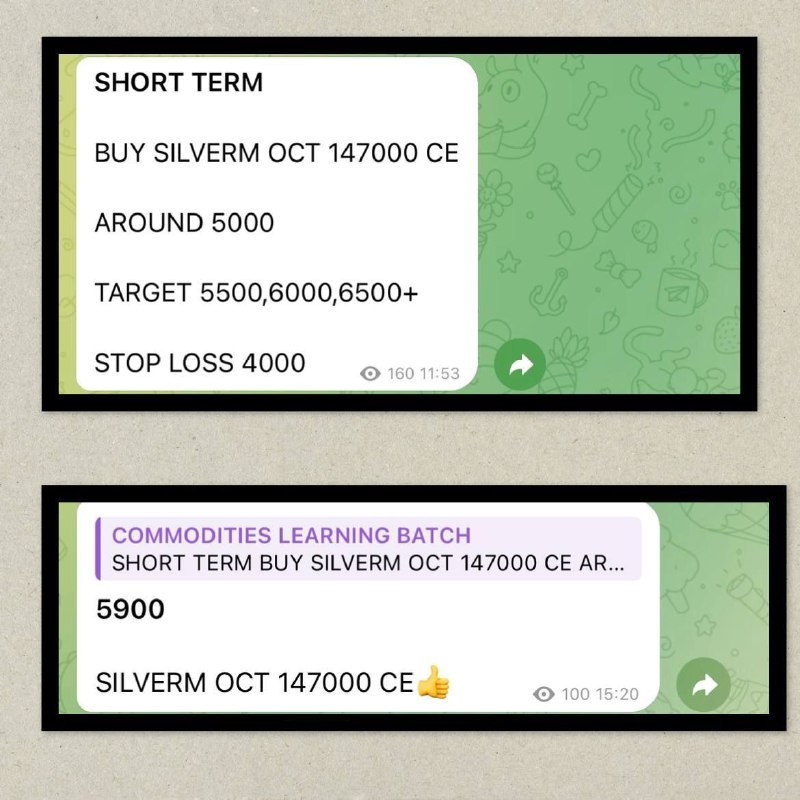 SHORT TERM
BUY SILVERM OCT 147000 CE
AROUND 5000
TARGET 5500,6000,6500+
STOP LOSS 4000
160 11:53
COMMODITIES LEARNING BATCH
SHORT TERM BUY SILVERM OCT 147000 CE AR...
5900
SILVERM OCT 147000 CE👍
100 15:20